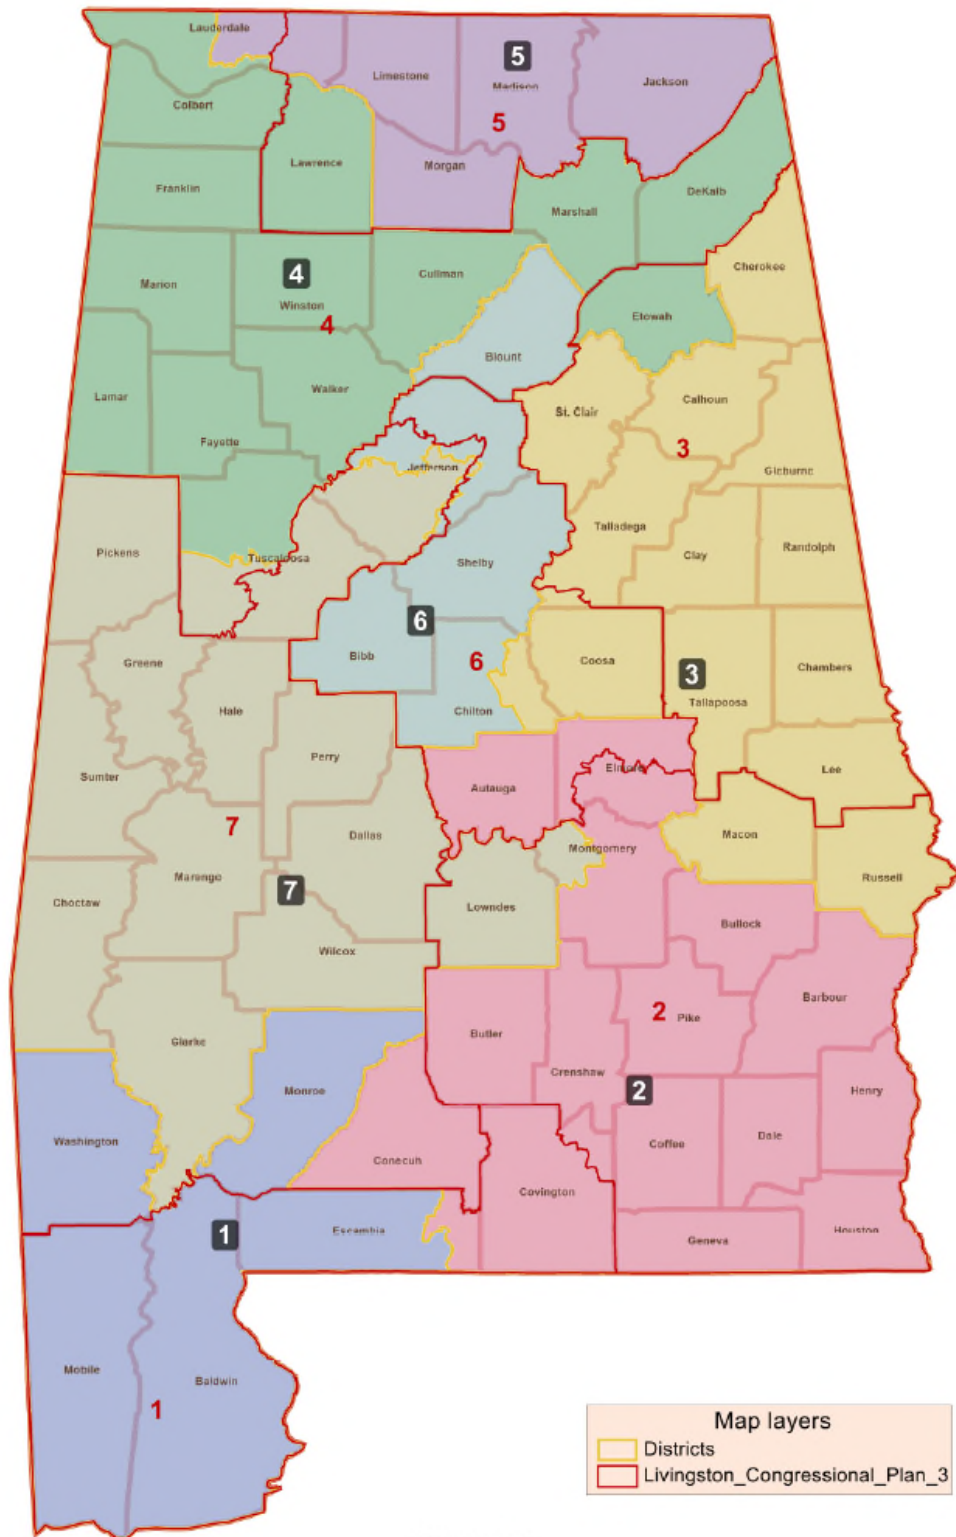 Lauderdale
Limestone
5
Madison
Jackson
Colbert
5
Lawrence
Morgan
Franklin
DeKalb
Marshall
Cherokee
4
Marion
Winston
Cullman
Etowah
4
Blount
Lamar
Walker
Calhoun
St. Clair
Fayette
3
Jefferson
Cleburne
Pickens
Tuscaloosa
Talladega
Clay
Randolph
Shelby
6
Greene
Bibb
6
Coosa
Chambers
3
Tallapoosa
Hale
Chilton
Perry
Sumter
Elmore
Lee
Autauga
7
Dallas
Macon
Montgomery
Marango
7
Russell
Choctaw
Lowndes
Bullock
Wilcox
Barbour
2
Pike
Clarke
Butler
Crenshaw
2
Monroe
Henry
Washington
Coffee
Dale
Conecuh
Covington
1
Escambia
Geneva
Houston
Mobile
Baldwin
1
Map layers
Districts
Livingston_Congressional_Plan_3